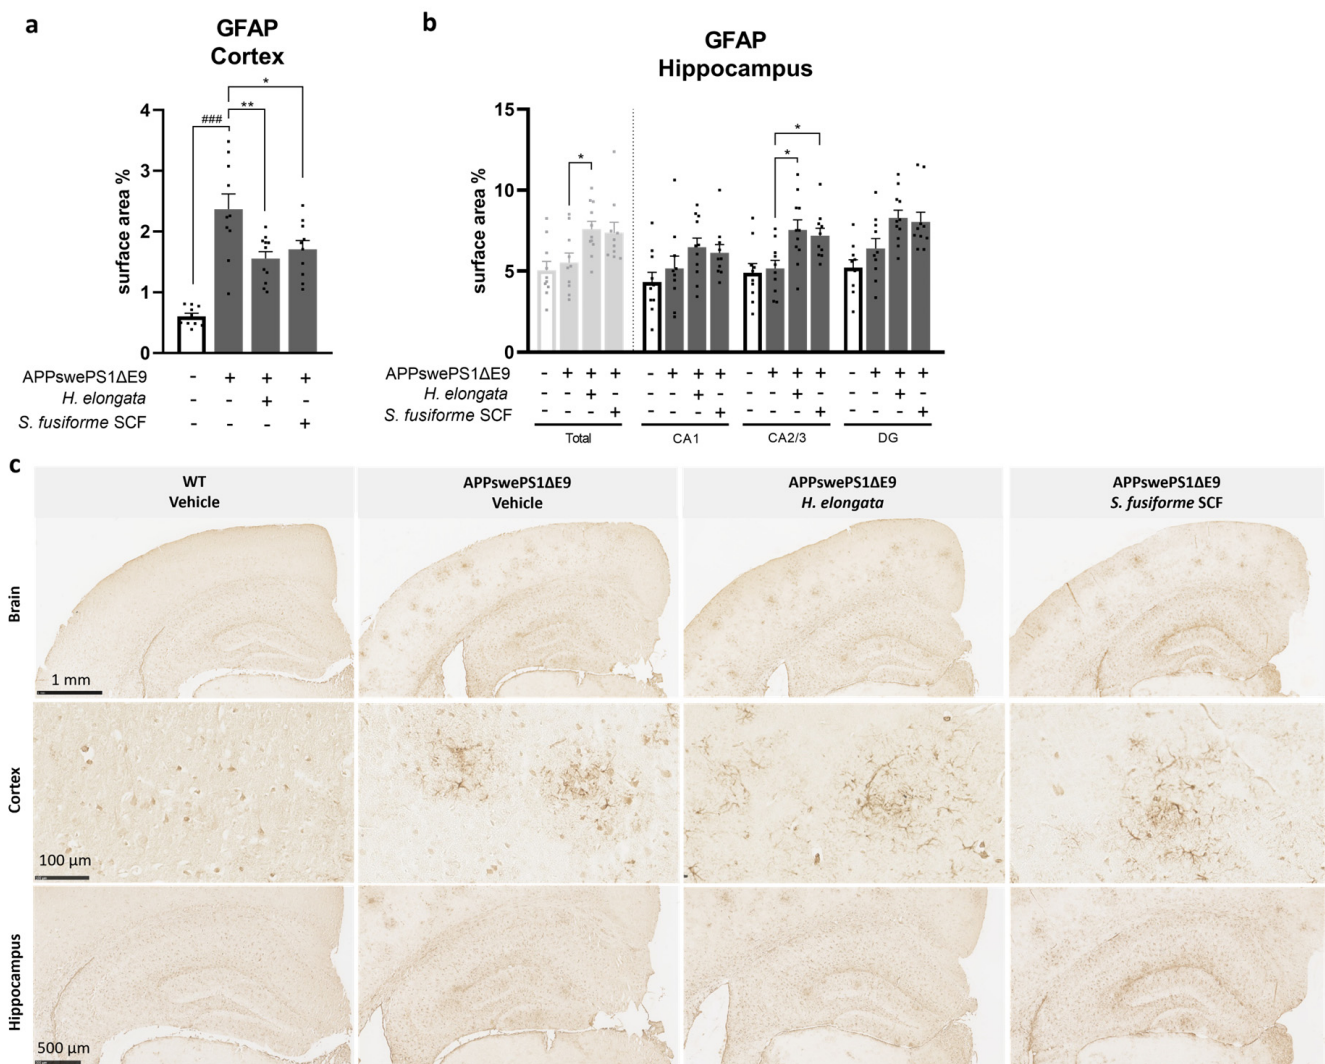 a
GFAP
Cortex
surface area %
4
3
2
1
0
###
**
*
APPswePS1ΔE9 - + + +
H. elongata - - + -
S. fusiforme SCF - - - +
b
GFAP
Hippocampus
surface area %
15
10
5
0
*
*
*
APPswePS1ΔE9 - + + + - + + + - + + + - + + +
H. elongata - - + - - - + - - - + - - - + -
S. fusiforme SCF - - - + - - - + - - - + - - - +
Total CA1 CA2/3 DG
c
WT
Vehicle
APPswePS1ΔE9
Vehicle
APPswePS1ΔE9
H. elongata
APPswePS1ΔE9
S. fusiforme SCF
Brain
1 mm
Cortex
100 μm
Hippocampus
500 μm